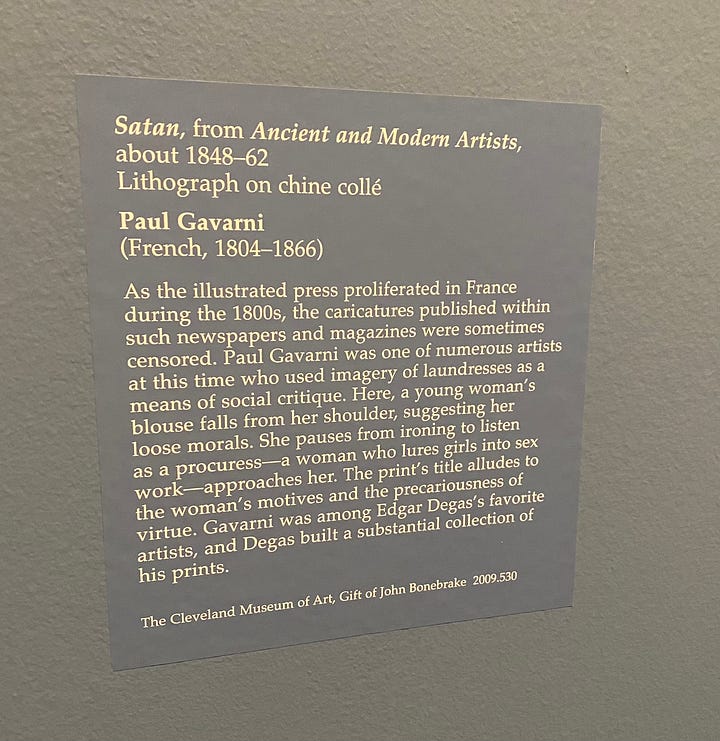 Satan, from Ancient and Modern Artists,
about 1848–62
Lithograph on chine collé
Paul Gavarni
(French, 1804–1866)
As the illustrated press proliferated in France
during the 1800s, the caricatures published within
such newspapers and magazines were sometimes
censored. Paul Gavarni was one of numerous artists
at this time who used imagery of laundresses as a
means of social critique. Here, a young woman's
blouse falls from her shoulder, suggesting her
loose morals. She pauses from ironing to listen
as a procuress—a woman who lures girls into sex
work—approaches her. The print's title alludes to
the woman's motives and the precariousness of
virtue. Gavarni was among Edgar Degas's favorite
artists, and Degas built a substantial collection of
his prints.
The Cleveland Museum of Art, Gift of John Bonebrake 2009.530